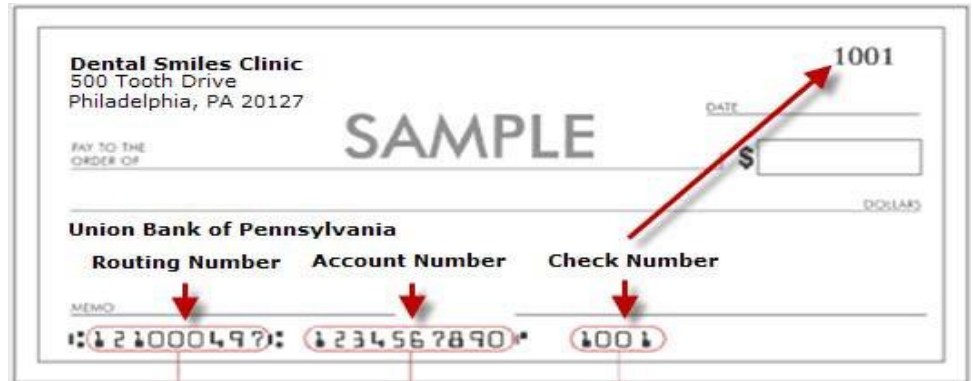 1001
Dental Smiles Clinic
500 Tooth Drive
Philadelphia, PA 20127
DATE
SAMPLE
PAY TO THE
ORDER OF
$
DOLLARS
Union Bank of Pennsylvania
Routing Number Account Number Check Number
MEMO
⑆121000497⑆ 1234567890⑈ 1001